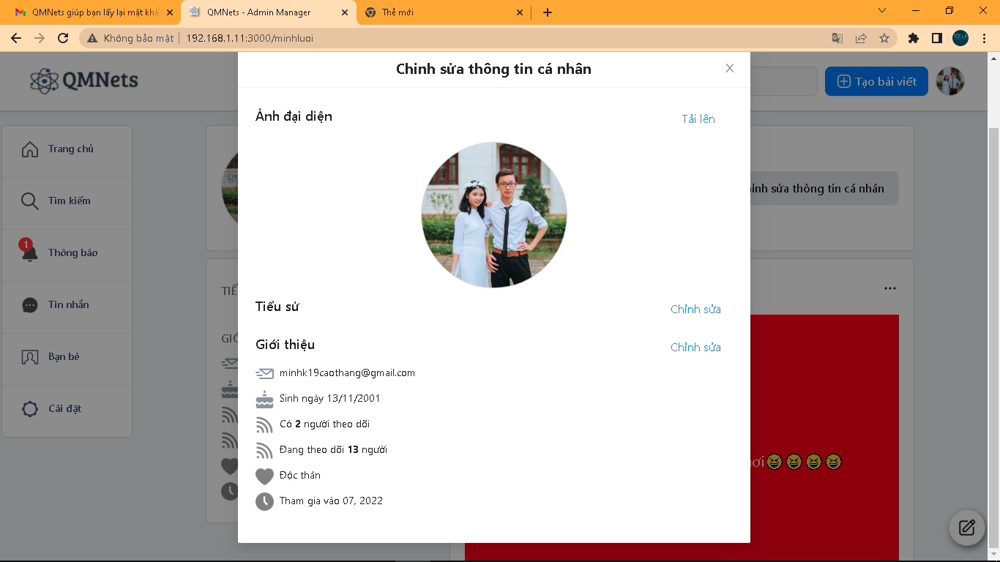 QMNets giúp bạn lấy lại mật khẩ
QMNets - Admin Manager
Thẻ mới
Không bảo mật
192.168.1.11:3000/minhluoi
QMNets
Tạo bài viết
Trang chủ
Tìm kiếm
1
Thông báo
Tin nhắn
Bạn bè
Cài đặt
Chỉnh sửa thông tin cá nhân
Ảnh đại diện
Tải lên
Tiểu sử
Chỉnh sửa
Giới thiệu
Chỉnh sửa
minhk19caothang@gmail.com
Sinh ngày 13/11/2001
Có 2 người theo dõi
Đang theo dõi 13 người
Độc thân
Tham gia vào 07, 2022
ỉnh sửa thông tin cá nhân
TIỂ
GIỚ
ơi😆😆😆😆